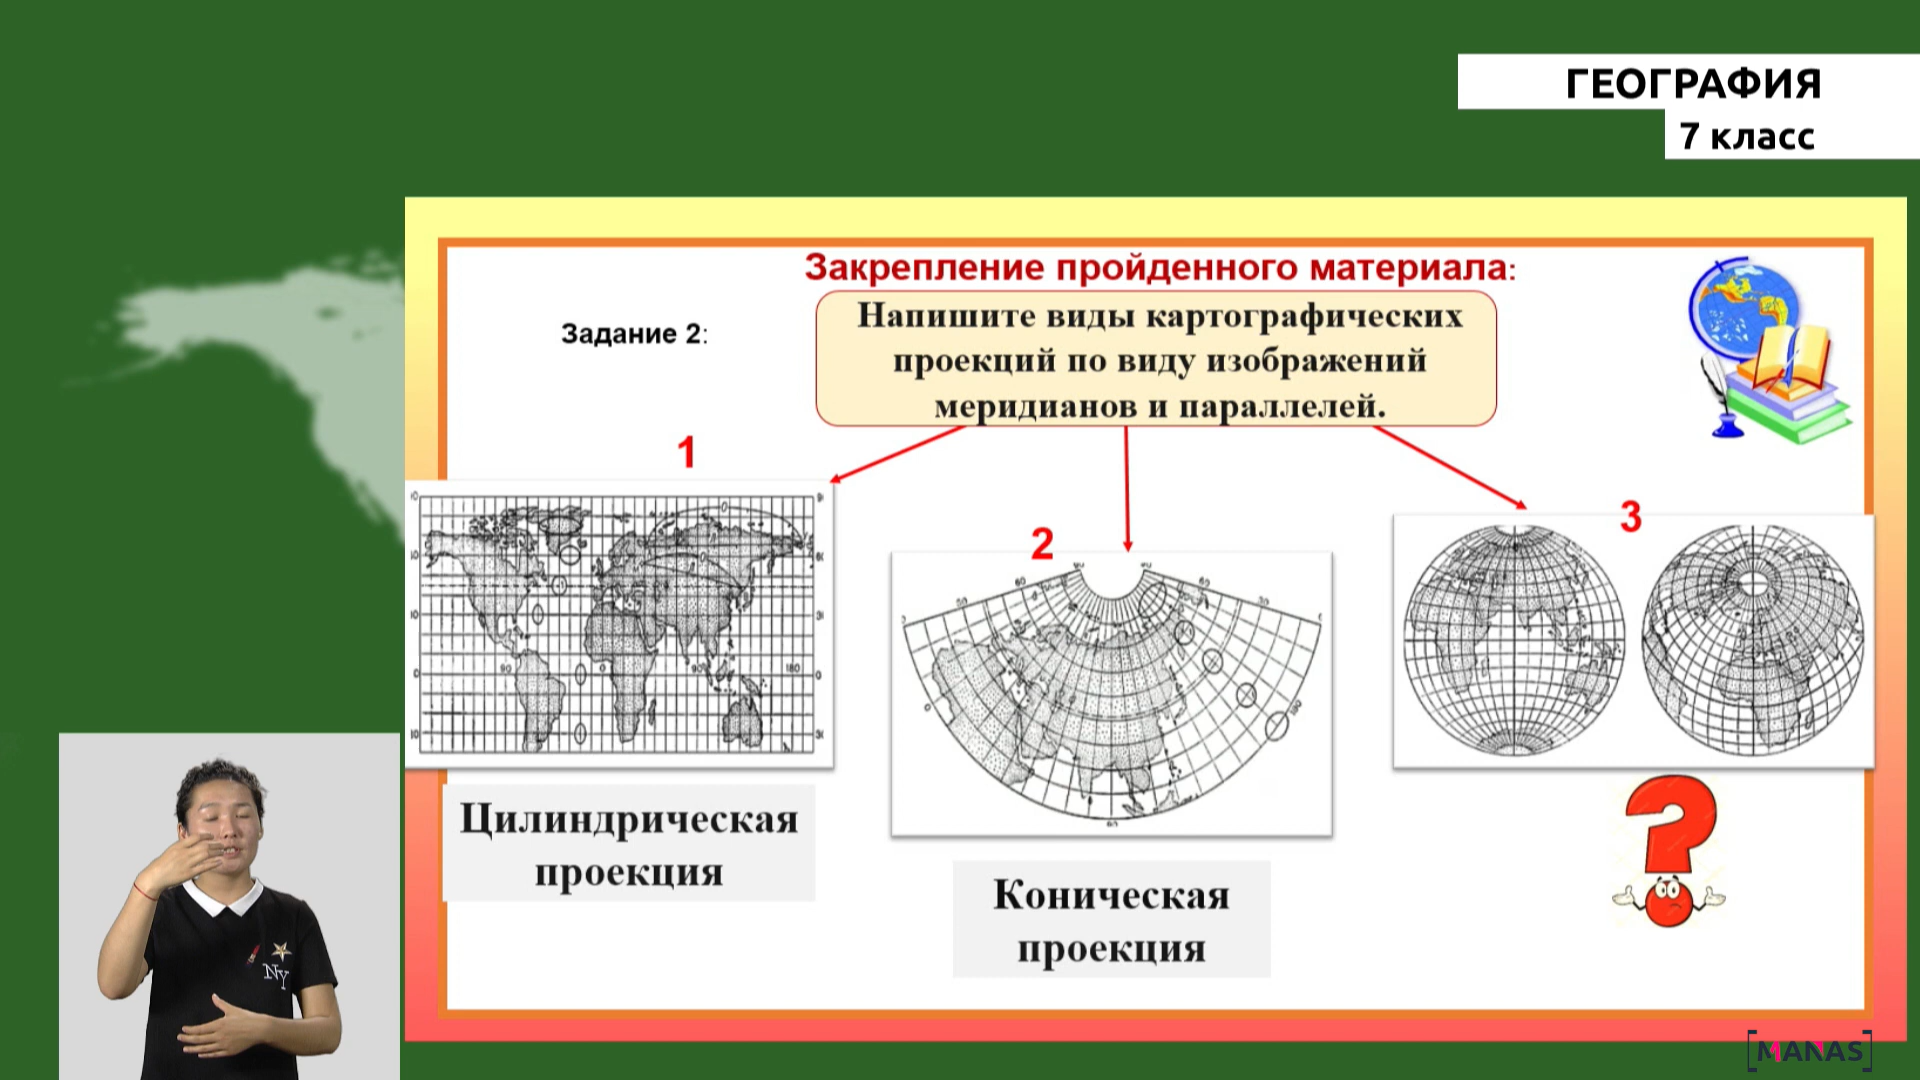 ГЕОГРАФИЯ
7 класс
Закрепление пройденного материала:
Задание 2:
Напишите виды картографических
проекций по виду изображений
меридианов и параллелей.
1
2
3
Цилиндрическая
проекция
Коническая
проекция
NY
[MANAS]